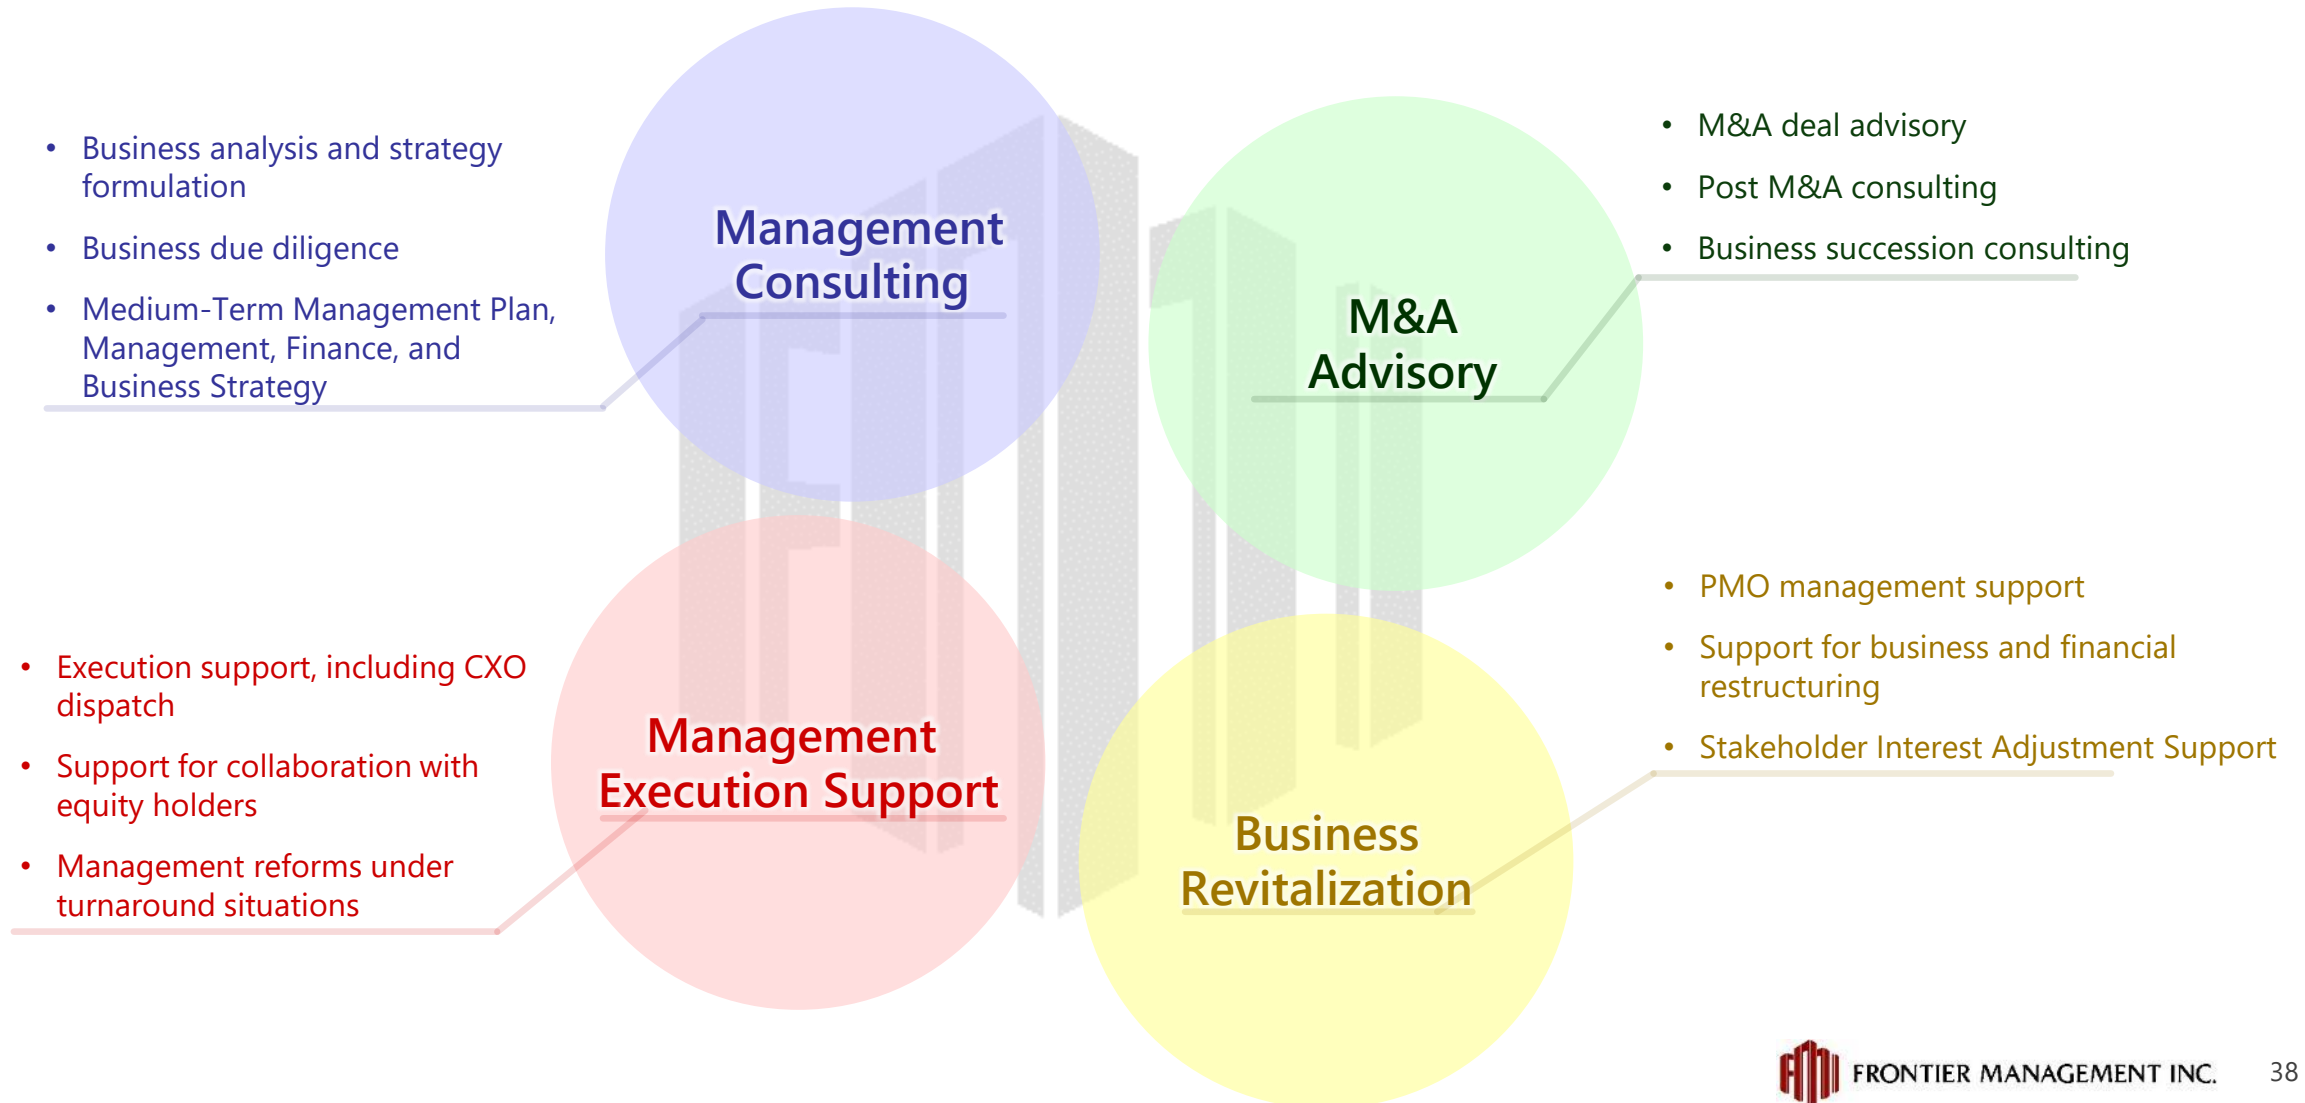 • Business analysis and strategy
formulation
• Business due diligence
• Medium-Term Management Plan,
Management, Finance, and
Business Strategy
Management
Consulting
• M&A deal advisory
• Post M&A consulting
• Business succession consulting
M&A
Advisory
• Execution support, including CXO
dispatch
• Support for collaboration with
equity holders
• Management reforms under
turnaround situations
Management
Execution Support
• PMO management support
• Support for business and financial
restructuring
• Stakeholder Interest Adjustment Support
Business
Revitalization
FRONTIER MANAGEMENT INC.
38